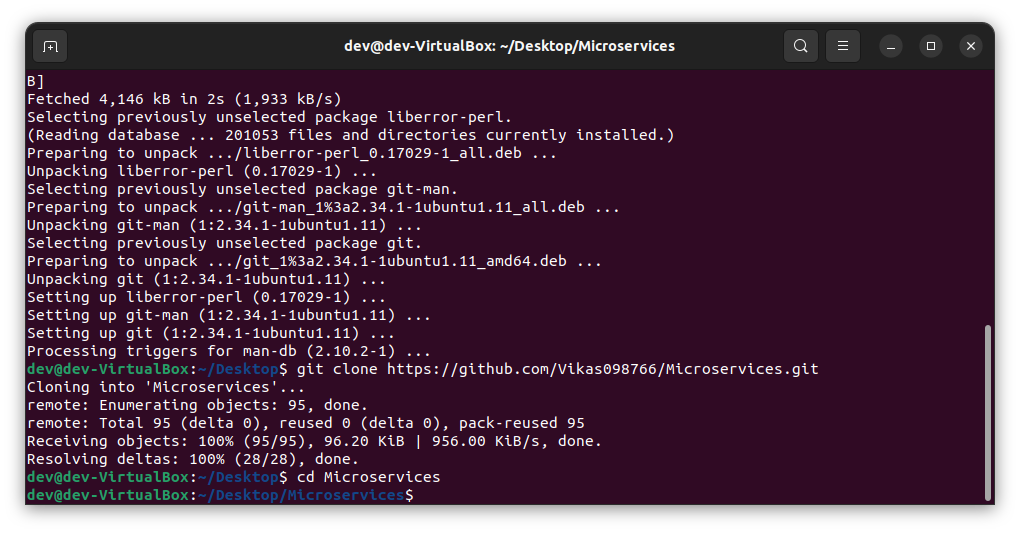 dev@dev-VirtualBox: ~/Desktop/Microservices
B]
Fetched 4,146 kB in 2s (1,933 kB/s)
Selecting previously unselected package liberror-perl.
(Reading database ... 201053 files and directories currently installed.)
Preparing to unpack .../liberror-perl_0.17029-1_all.deb ...
Unpacking liberror-perl (0.17029-1) ...
Selecting previously unselected package git-man.
Preparing to unpack .../git-man_1%3a2.34.1-1ubuntu1.11_all.deb ...
Unpacking git-man (1:2.34.1-1ubuntu1.11) ...
Selecting previously unselected package git.
Preparing to unpack .../git_1%3a2.34.1-1ubuntu1.11_amd64.deb ...
Unpacking git (1:2.34.1-1ubuntu1.11) ...
Setting up liberror-perl (0.17029-1) ...
Setting up git-man (1:2.34.1-1ubuntu1.11) ...
Setting up git (1:2.34.1-1ubuntu1.11) ...
Processing triggers for man-db (2.10.2-1) ...
dev@dev-VirtualBox:~/Desktop$ git clone https://github.com/Vikas098766/Microservices.git
Cloning into 'Microservices'...
remote: Enumerating objects: 95, done.
remote: Total 95 (delta 0), reused 0 (delta 0), pack-reused 95
Receiving objects: 100% (95/95), 96.20 KiB | 956.00 KiB/s, done.
Resolving deltas: 100% (28/28), done.
dev@dev-VirtualBox:~/Desktop$ cd Microservices
dev@dev-VirtualBox:~/Desktop/Microservices$